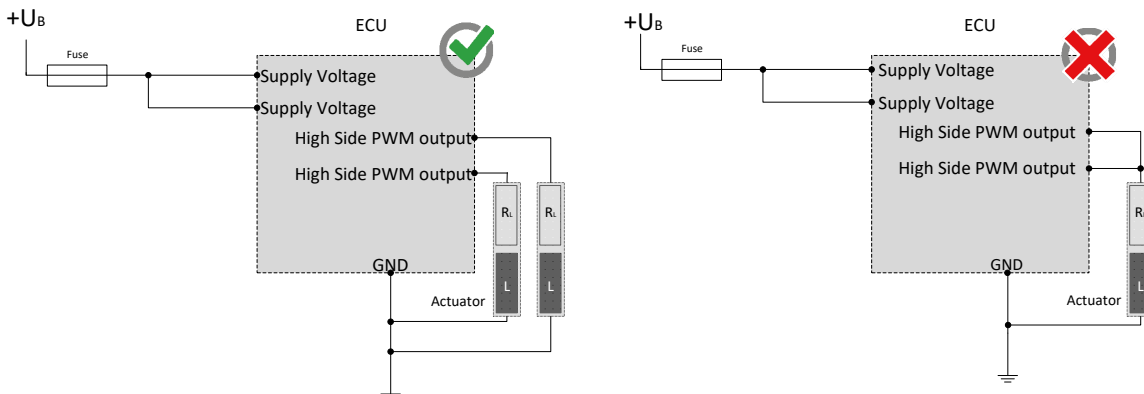 +UB
Fuse
ECU
Supply Voltage
Supply Voltage
High Side PWM output
High Side PWM output
RL
RL
L
L
GND
Actuator
+UB
Fuse
ECU
Supply Voltage
Supply Voltage
High Side PWM output
High Side PWM output
RL
L
GND
Actuator